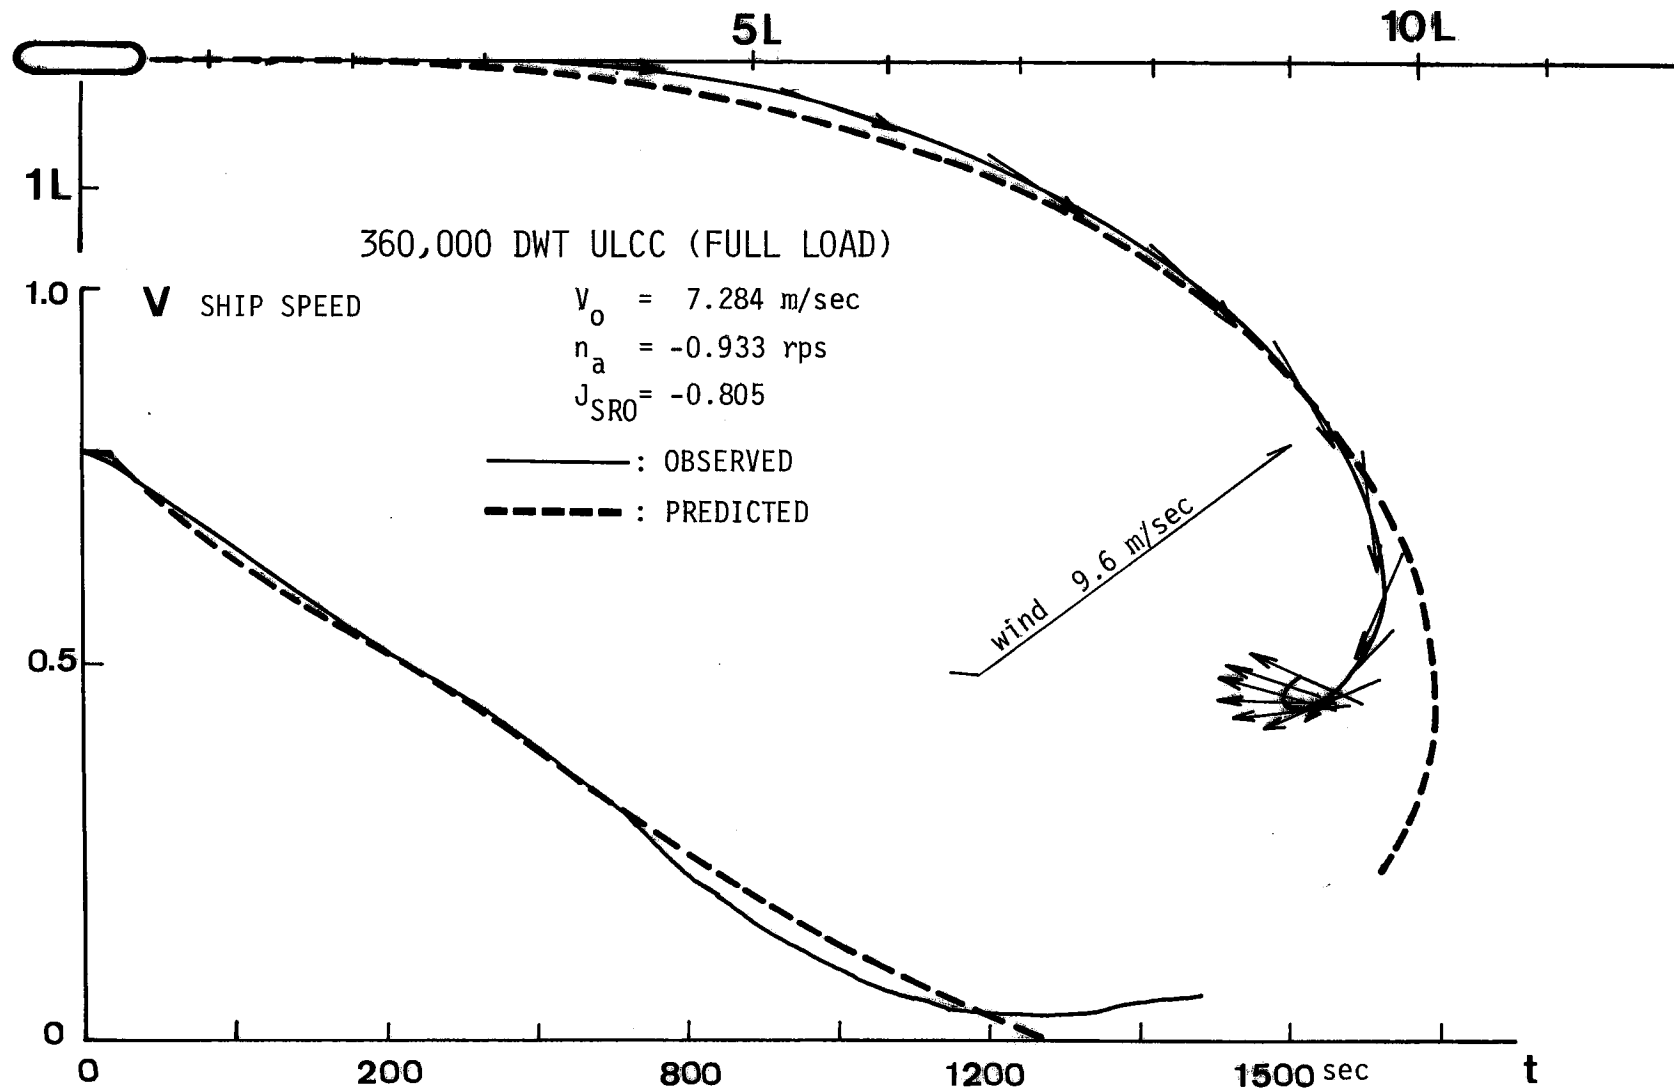 5L
10L
1L
360,000 DWT ULCC (FULL LOAD)
1.0
V SHIP SPEED
Vo = 7.284 m/sec
na = -0.933 rps
JSRO = -0.805
: OBSERVED
: PREDICTED
wind 9.6 m/sec
0.5
0
0 200 800 1200 1500 sec t